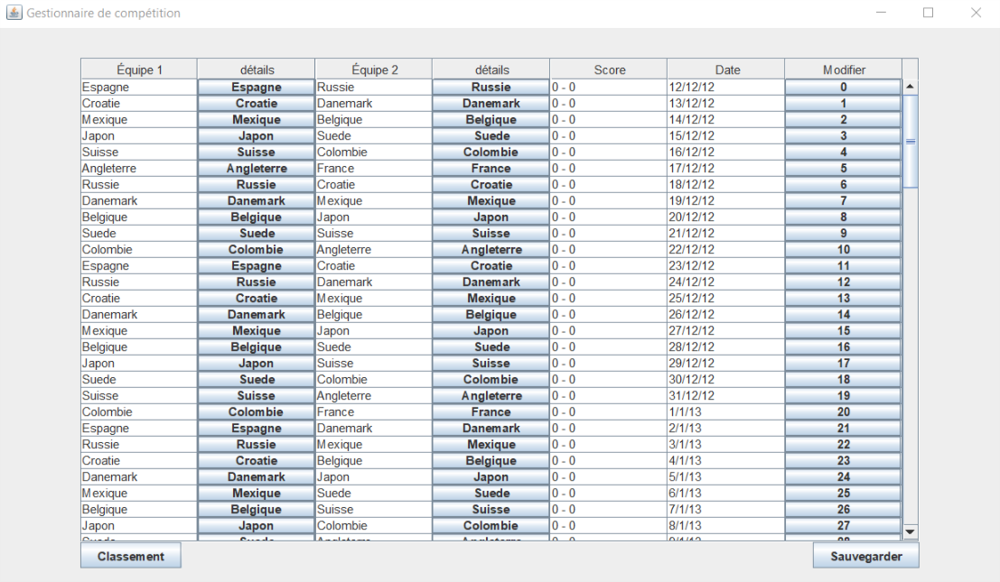 Gestionnaire de compétition
Équipe 1 détails Équipe 2 détails Score Date Modifier
Espagne Espagne Russie Russie 0 - 0 12/12/12 0
Croatie Croatie Danemark Danemark 0 - 0 13/12/12 1
Mexique Mexique Belgique Belgique 0 - 0 14/12/12 2
Japon Japon Suede Suede 0 - 0 15/12/12 3
Suisse Suisse Colombie Colombie 0 - 0 16/12/12 4
Angleterre Angleterre France France 0 - 0 17/12/12 5
Russie Russie Croatie Croatie 0 - 0 18/12/12 6
Danemark Danemark Mexique Mexique 0 - 0 19/12/12 7
Belgique Belgique Japon Japon 0 - 0 20/12/12 8
Suede Suede Suisse Suisse 0 - 0 21/12/12 9
Colombie Colombie Angleterre Angleterre 0 - 0 22/12/12 10
Espagne Espagne Croatie Croatie 0 - 0 23/12/12 11
Russie Russie Danemark Danemark 0 - 0 24/12/12 12
Croatie Croatie Mexique Mexique 0 - 0 25/12/12 13
Danemark Danemark Belgique Belgique 0 - 0 26/12/12 14
Mexique Mexique Japon Japon 0 - 0 27/12/12 15
Belgique Belgique Suede Suede 0 - 0 28/12/12 16
Japon Japon Suisse Suisse 0 - 0 29/12/12 17
Suede Suede Colombie Colombie 0 - 0 30/12/12 18
Suisse Suisse Angleterre Angleterre 0 - 0 31/12/12 19
Colombie Colombie France France 0 - 0 1/1/13 20
Espagne Espagne Danemark Danemark 0 - 0 2/1/13 21
Russie Russie Mexique Mexique 0 - 0 3/1/13 22
Croatie Croatie Belgique Belgique 0 - 0 4/1/13 23
Danemark Danemark Japon Japon 0 - 0 5/1/13 24
Mexique Mexique Suede Suede 0 - 0 6/1/13 25
Belgique Belgique Suisse Suisse 0 - 0 7/1/13 26
Japon Japon Colombie Colombie 0 - 0 8/1/13 27
Classement Sauvegarder